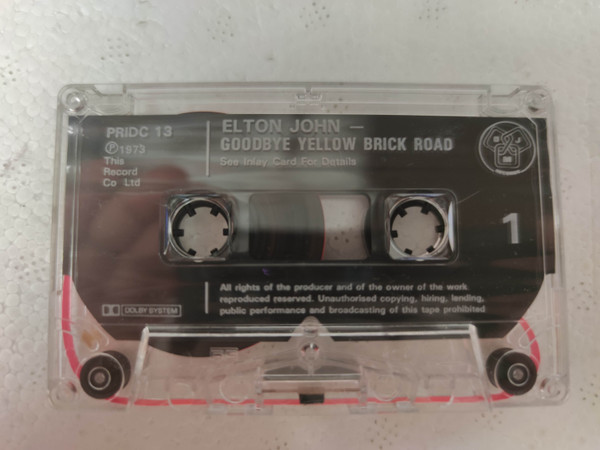 PRIDC 13
℗1973
This
Record
Co Ltd
ELTON JOHN —
GOODBYE YELLOW BRICK ROAD
See Inlay Card For Details
1
All rights of the producer and of the owner of the work
reproduced reserved. Unauthorised copying, hiring, lending,
public performance and broadcasting of this tape prohibited
DOLBY SYSTEM